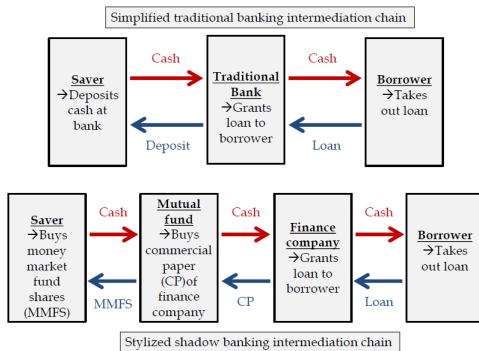 Simplified traditional banking intermediation chain
Saver
→Deposits
cash at
bank
Cash
Deposit
Traditional
Bank
→Grants
loan to
borrower
Cash
Loan
Borrower
→Takes
out loan
Saver
→Buys
money
market
fund
shares
(MMFS)
Cash
MMFS
Mutual
fund
→Buys
commercial
paper
(CP)of
finance
company
Cash
CP
Finance
company
→Grants
loan to
borrower
Cash
Loan
Borrower
→Takes
out loan
Stylized shadow banking intermediation chain